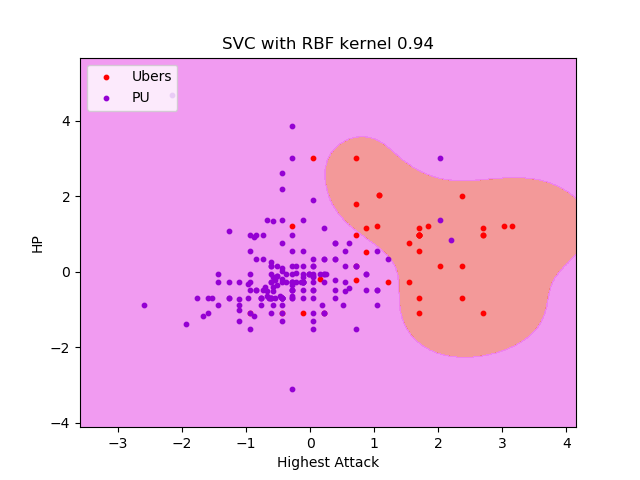 SVC with RBF kernel 0.94
Ubers
PU
4
2
0
−2
−4
HP
−3
−2
−1
0
1
2
3
4
Highest Attack